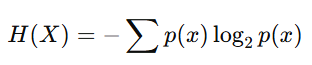 H(X) = − ∑ p(x) log₂ p(x)